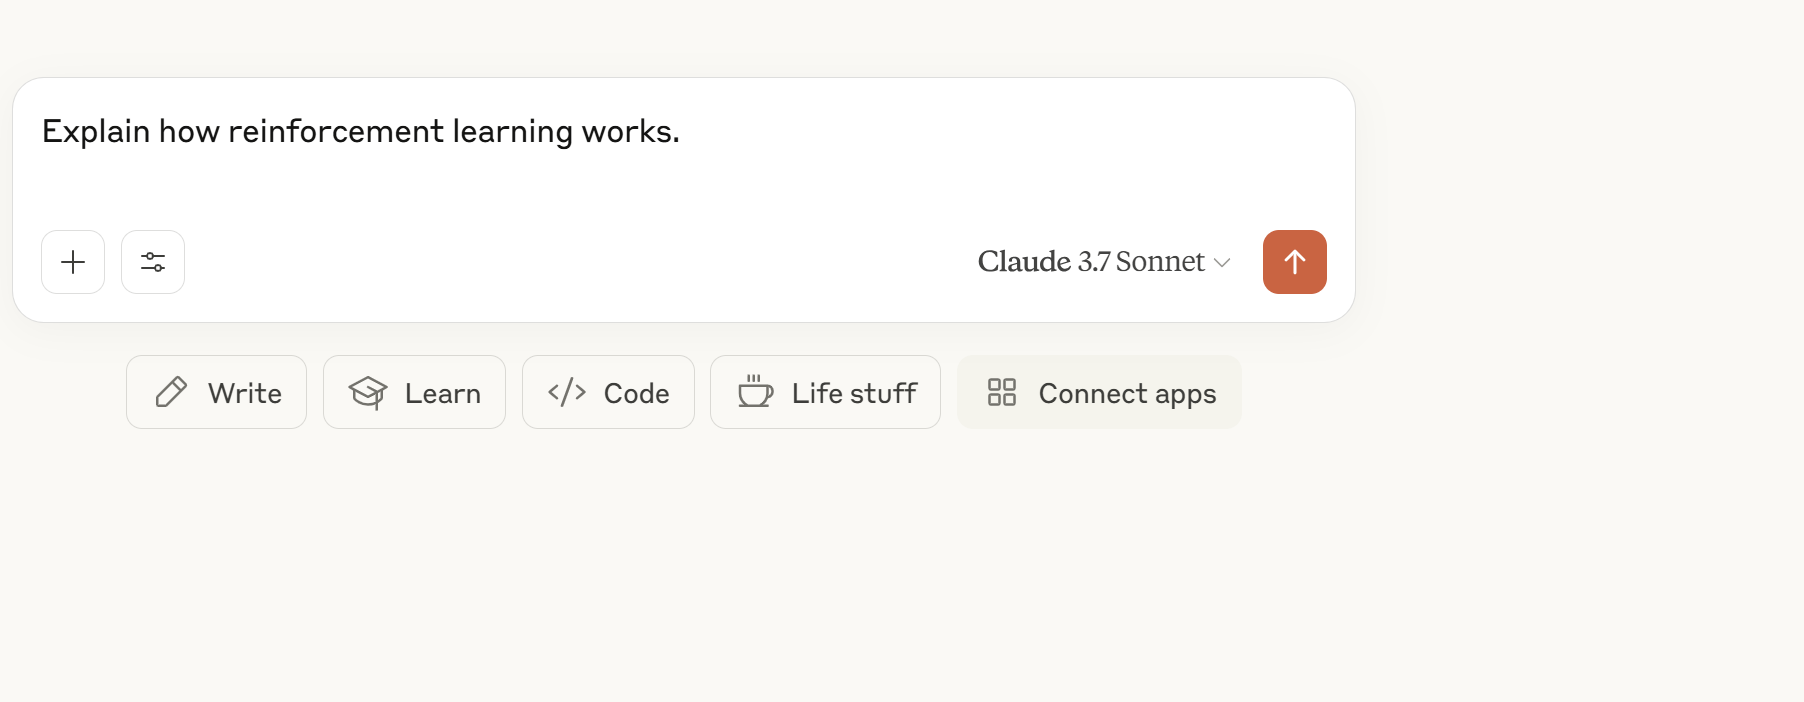 Explain how reinforcement learning works.
Claude 3.7 Sonnet
Write
Learn
Code
Life stuff
Connect apps